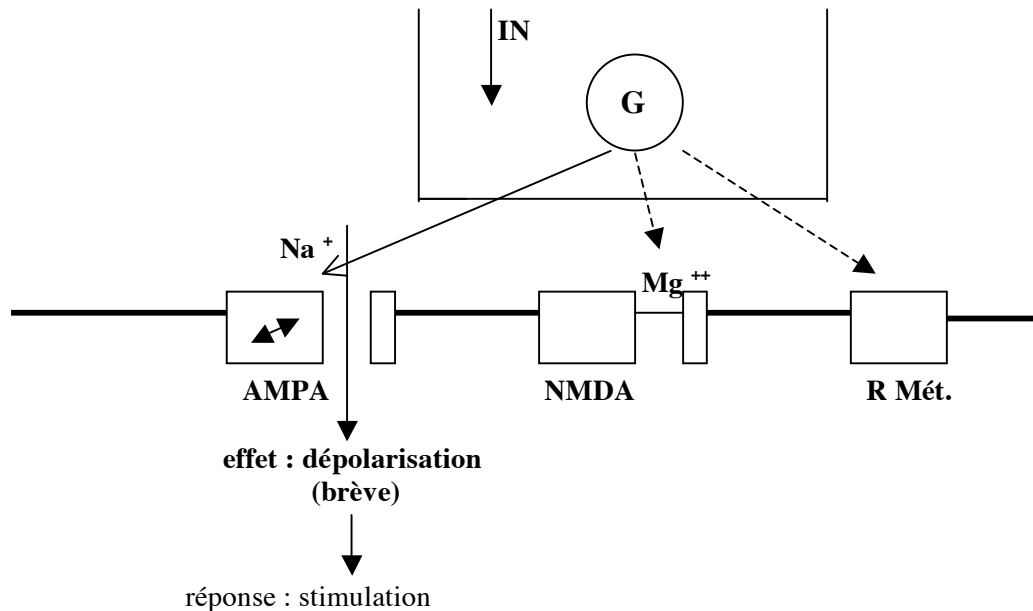 IN
G
Na +
Mg ++
AMPA
NMDA
R Mét.
effet : dépolarisation
(brève)
réponse : stimulation